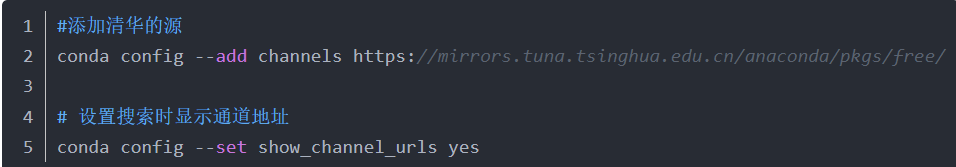 1 #添加清华的源
2 conda config --add channels https://mirrors.tuna.tsinghua.edu.cn/anaconda/pkgs/free/
3
4 # 设置搜索时显示通道地址
5 conda config --set show_channel_urls yes